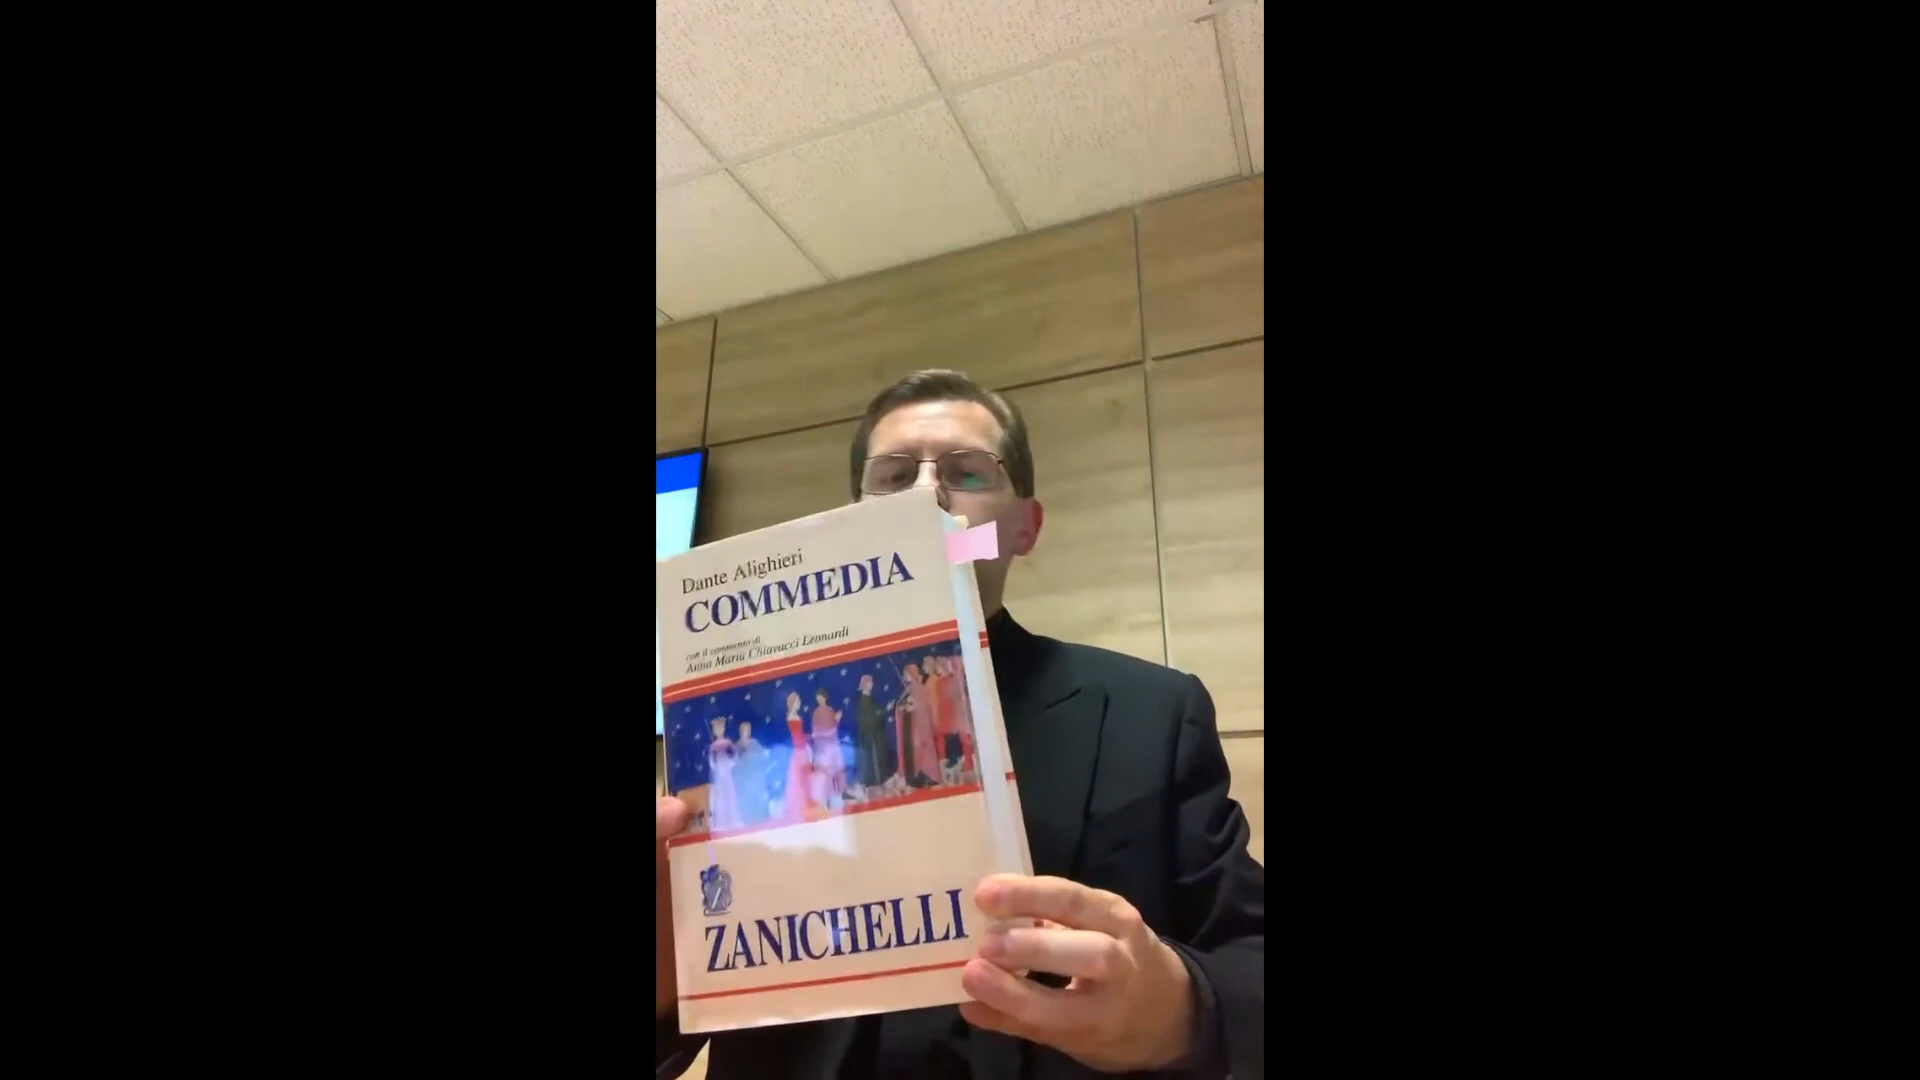 Dante Alighieri
COMMEDIA
con il commento di
Anna Maria Chiavacci Leonardi
ZANICHELLI